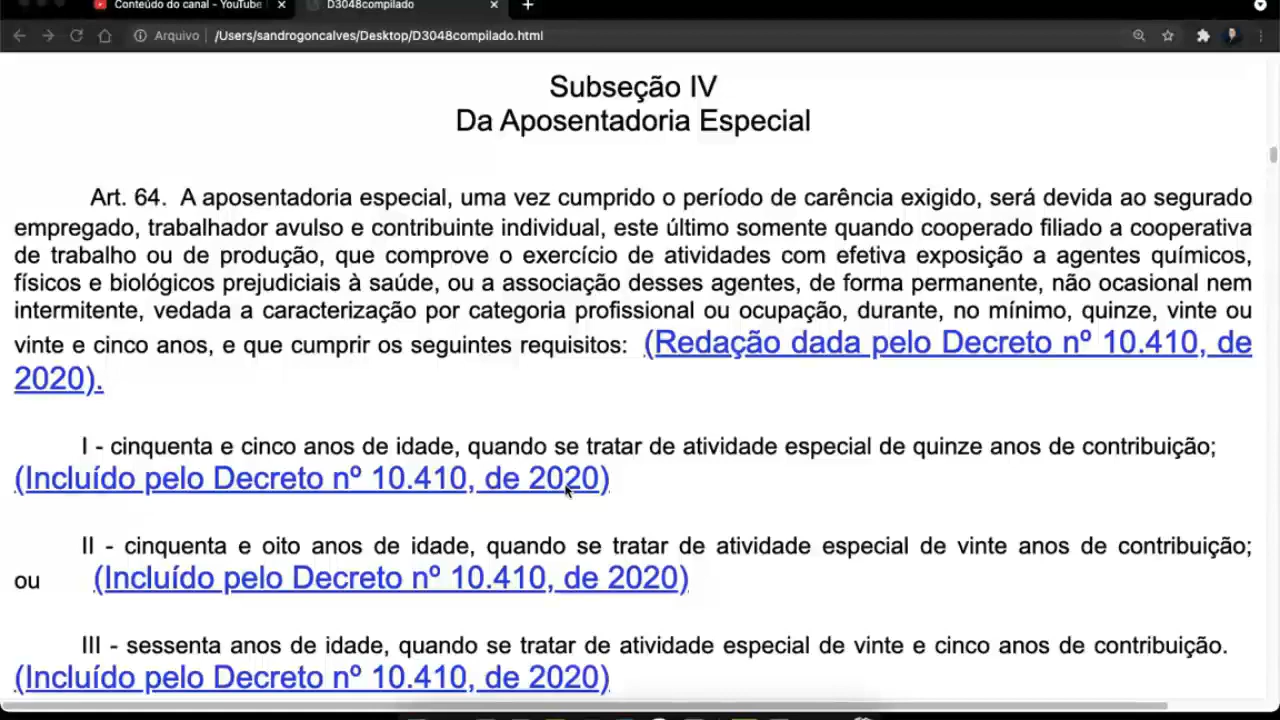 Conteúdo do canal - YouTube
D3048compilado
Arquivo
/Users/sandrogoncalves/Desktop/D3048compilado.html
Subseção IV
Da Aposentadoria Especial
Art. 64. A aposentadoria especial, uma vez cumprido o período de carência exigido, será devida ao segurado
empregado, trabalhador avulso e contribuinte individual, este último somente quando cooperado filiado a cooperativa
de trabalho ou de produção, que comprove o exercício de atividades com efetiva exposição a agentes químicos,
físicos e biológicos prejudiciais à saúde, ou a associação desses agentes, de forma permanente, não ocasional nem
intermitente, vedada a caracterização por categoria profissional ou ocupação, durante, no mínimo, quinze, vinte ou
vinte e cinco anos, e que cumprir os seguintes requisitos: (Redação dada pelo Decreto nº 10.410, de
2020).
I - cinquenta e cinco anos de idade, quando se tratar de atividade especial de quinze anos de contribuição;
(Incluído pelo Decreto nº 10.410, de 2020)
II - cinquenta e oito anos de idade, quando se tratar de atividade especial de vinte anos de contribuição;
ou (Incluído pelo Decreto nº 10.410, de 2020)
III - sessenta anos de idade, quando se tratar de atividade especial de vinte e cinco anos de contribuição.
(Incluído pelo Decreto nº 10.410, de 2020)